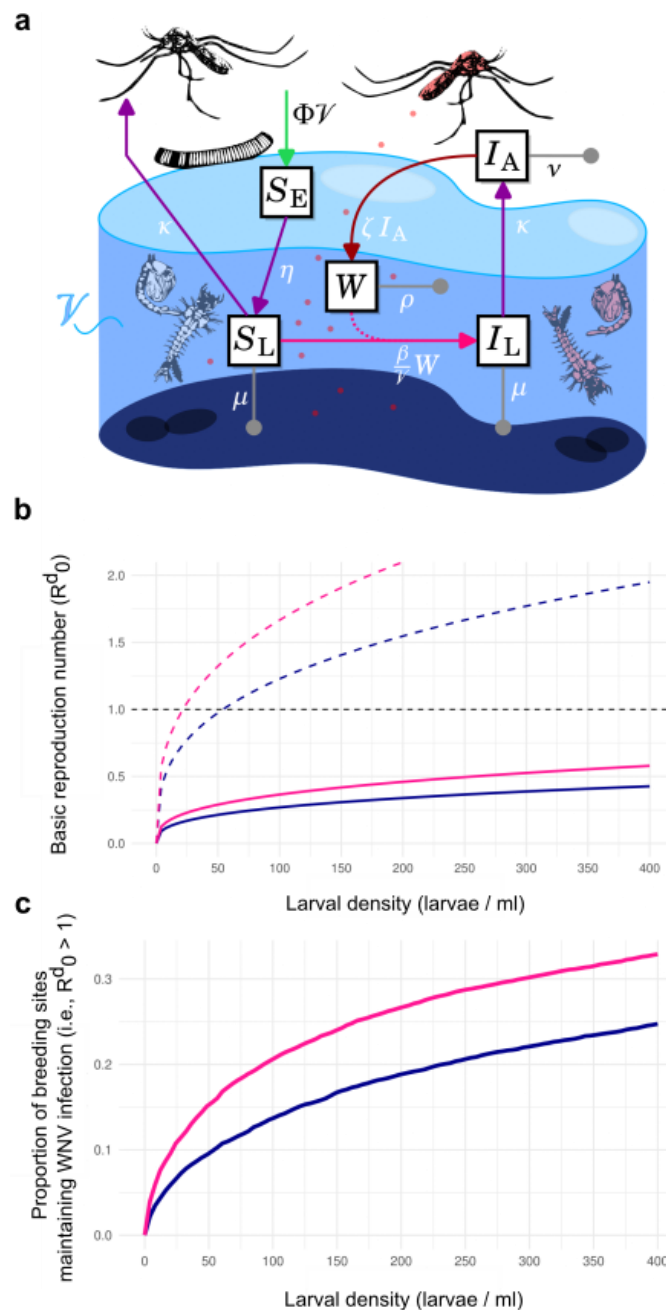 a
Φ𝒱
S_E
I_A
ν
κ
ζ I_A
κ
η
W
ρ
𝒱
S_L
I_L
β/𝒱 W
μ
μ
b
Basic reproduction number (R^d_0)
2.0
1.5
1.0
0.5
0.0
0 50 100 150 200 250 300 350 400
Larval density (larvae / ml)
c
Proportion of breeding sites
maintaining WNV infection (i.e., R^d_0 > 1)
0.3
0.2
0.1
0.0
0 50 100 150 200 250 300 350 400
Larval density (larvae / ml)